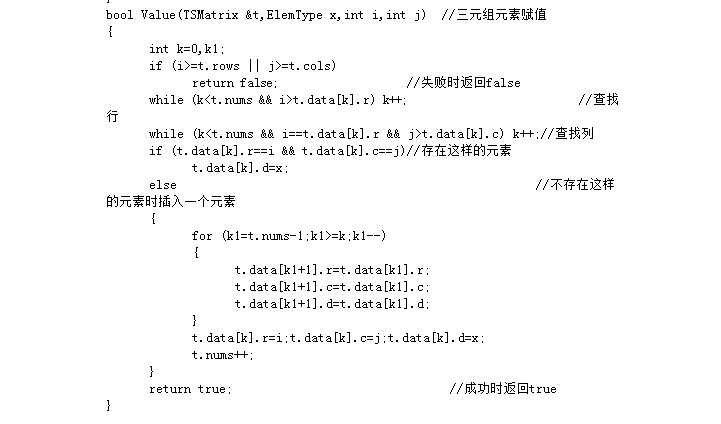 }
bool Value(TSMatrix &t,ElemType x,int i,int j)  //三元组元素赋值
{
      int k=0,k1;
      if (i>=t.rows || j>=t.cols)
            return false;                  //失败时返回false
      while (k<t.nums && i>t.data[k].r) k++;                        //查找
行
      while (k<t.nums && i==t.data[k].r && j>t.data[k].c) k++;//查找列
      if (t.data[k].r==i && t.data[k].c==j)//存在这样的元素
            t.data[k].d=x;
      else                                                  //不存在这样
的元素时插入一个元素
      {
            for (k1=t.nums-1;k1>=k;k1--)
            {
                  t.data[k1+1].r=t.data[k1].r;
                  t.data[k1+1].c=t.data[k1].c;
                  t.data[k1+1].d=t.data[k1].d;
            }
            t.data[k].r=i;t.data[k].c=j;t.data[k].d=x;
            t.nums++;
      }
      return true;                              //成功时返回true
}